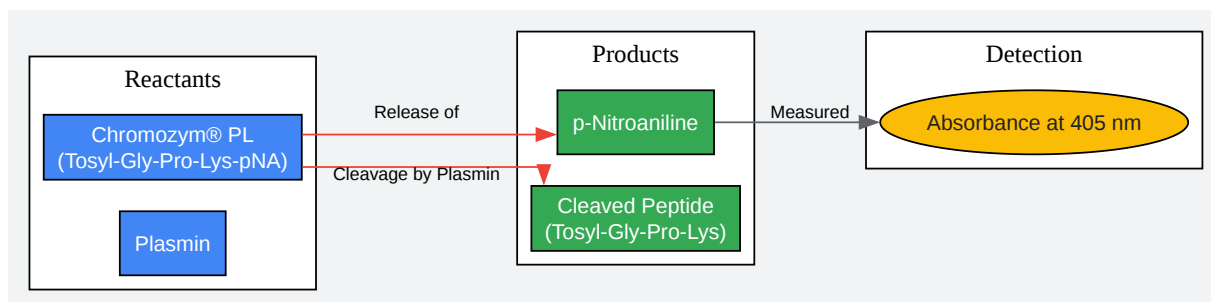 Reactants
Chromozym® PL
(Tosyl-Gly-Pro-Lys-pNA)
Plasmin
Release of
Cleavage by Plasmin
Products
p-Nitroaniline
Cleaved Peptide
(Tosyl-Gly-Pro-Lys)
Measured
Detection
Absorbance at 405 nm